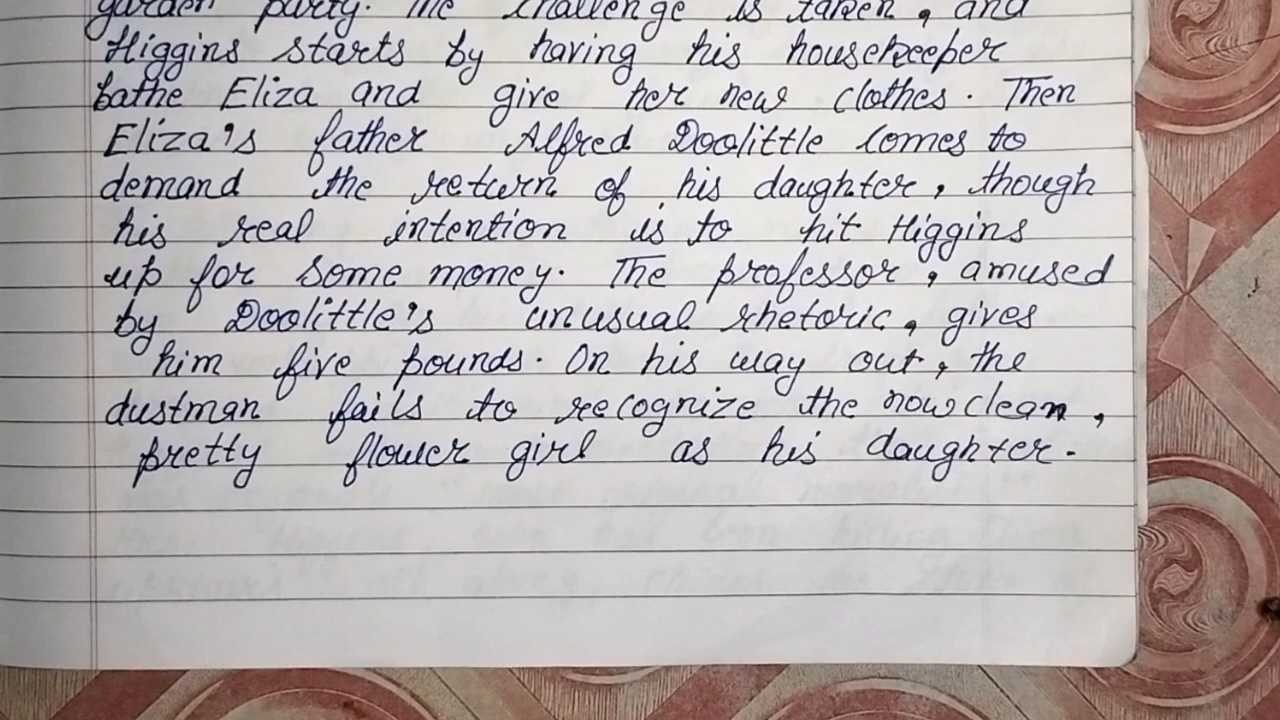 garden party. The challenge is taken, and
Higgins starts by having his housekeeper
bathe Eliza and give her new clothes. Then
Eliza's father Alfred Doolittle comes to
demand the return of his daughter, though
his real intention is to hit Higgins
up for some money. The professor, amused
by Doolittle's unusual rhetoric, gives
him five pounds. On his way out, the
dustman fails to recognize the now clean,
pretty flower girl as his daughter.